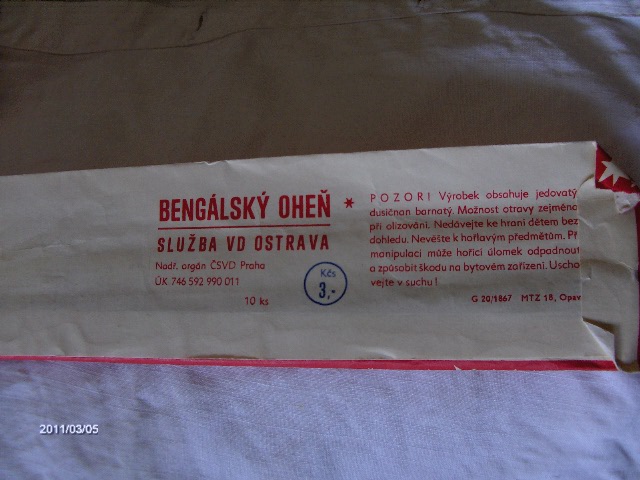 BENGÁLSKÝ OHEŇ *
SLUŽBA VD OSTRAVA
Nadř. orgán ČSVD Praha
ÚK 746 592 990 011
10 ks
Kčs
3,-
POZOR! Výrobek obsahuje jedovatý
dusičnan barnatý. Možnost otravy zejména
při olizování. Nedávejte ke hraní dětem bez
dohledu. Nevěšte k hořlavým předmětům. Př
manipulaci může hořící úlomek odpadnout
a způsobit škodu na bytovém zařízení. Uscho
vejte v suchu!
G 20/1867 MTZ 18, Opav
2011/03/05